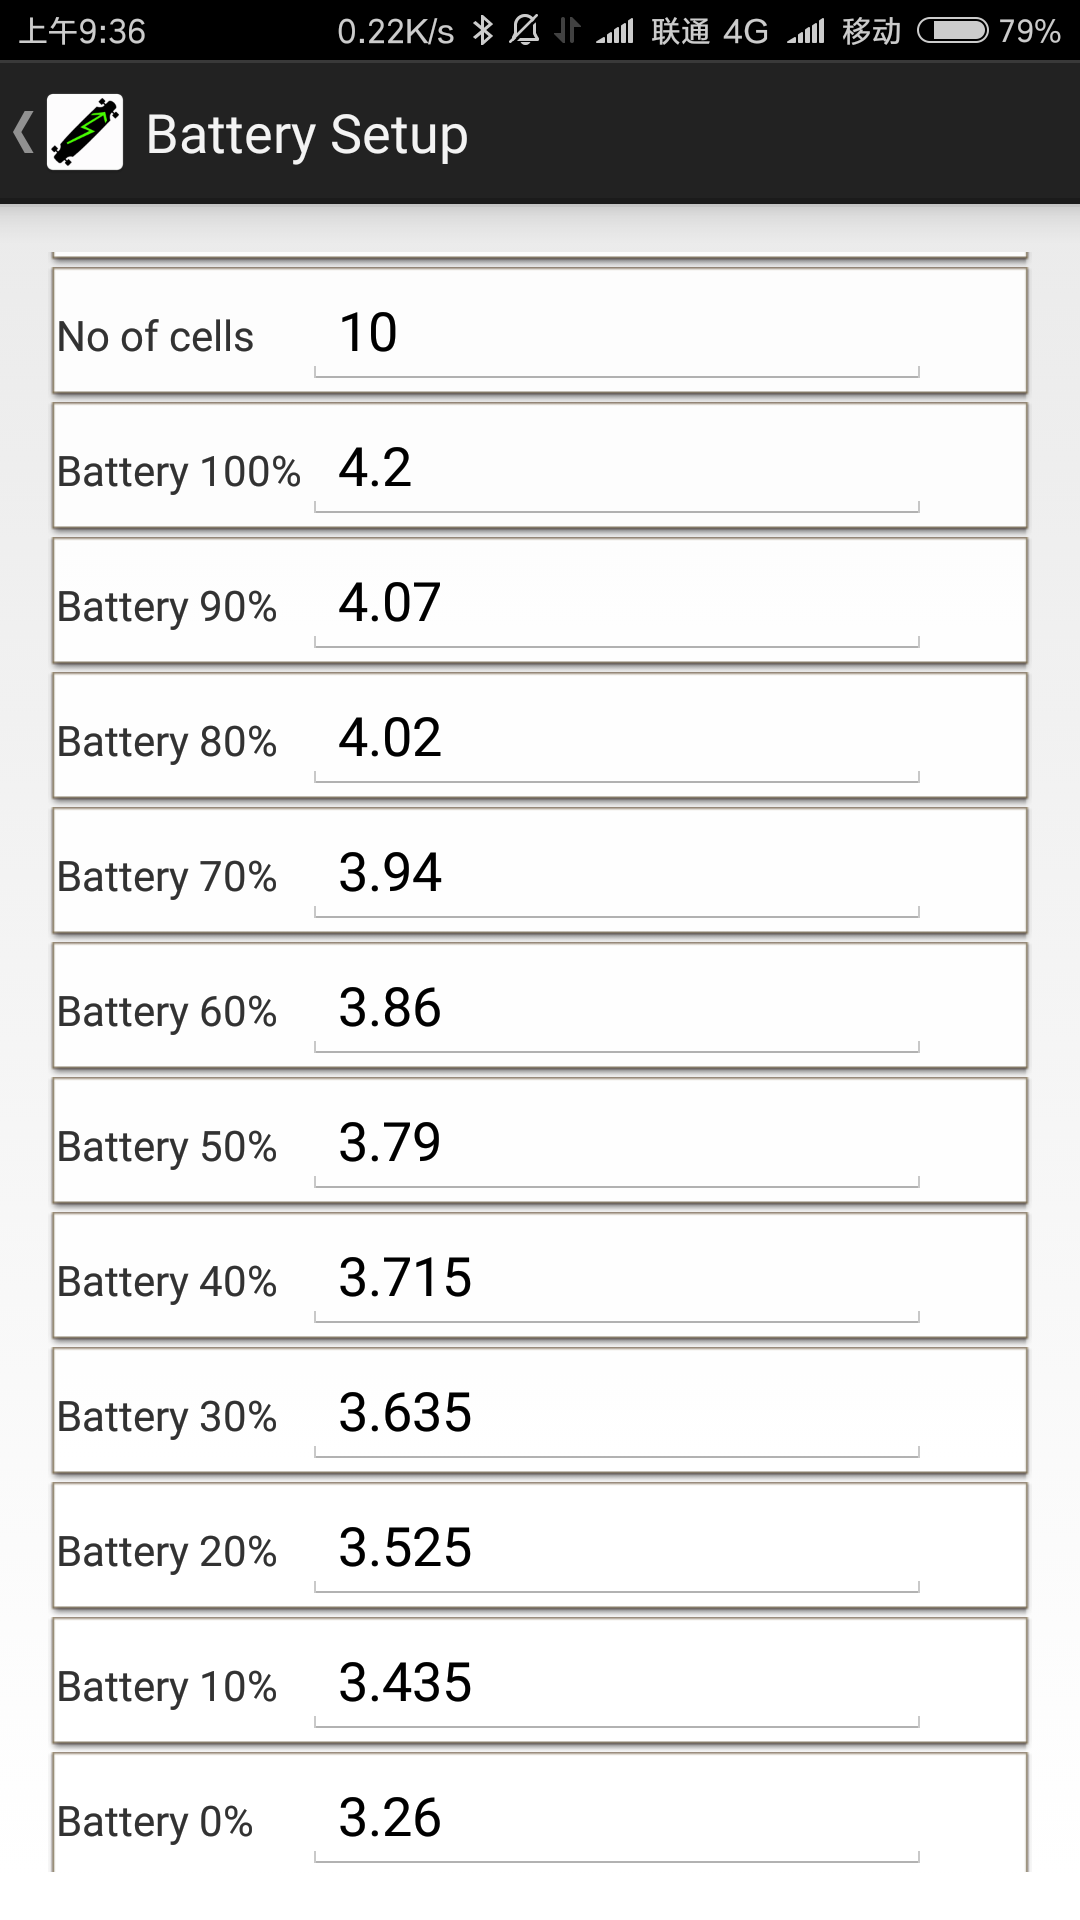 上午9:36 0.22K/s 联通 4G 移动 79%
Battery Setup
No of cells 10
Battery 100% 4.2
Battery 90% 4.07
Battery 80% 4.02
Battery 70% 3.94
Battery 60% 3.86
Battery 50% 3.79
Battery 40% 3.715
Battery 30% 3.635
Battery 20% 3.525
Battery 10% 3.435
Battery 0% 3.26